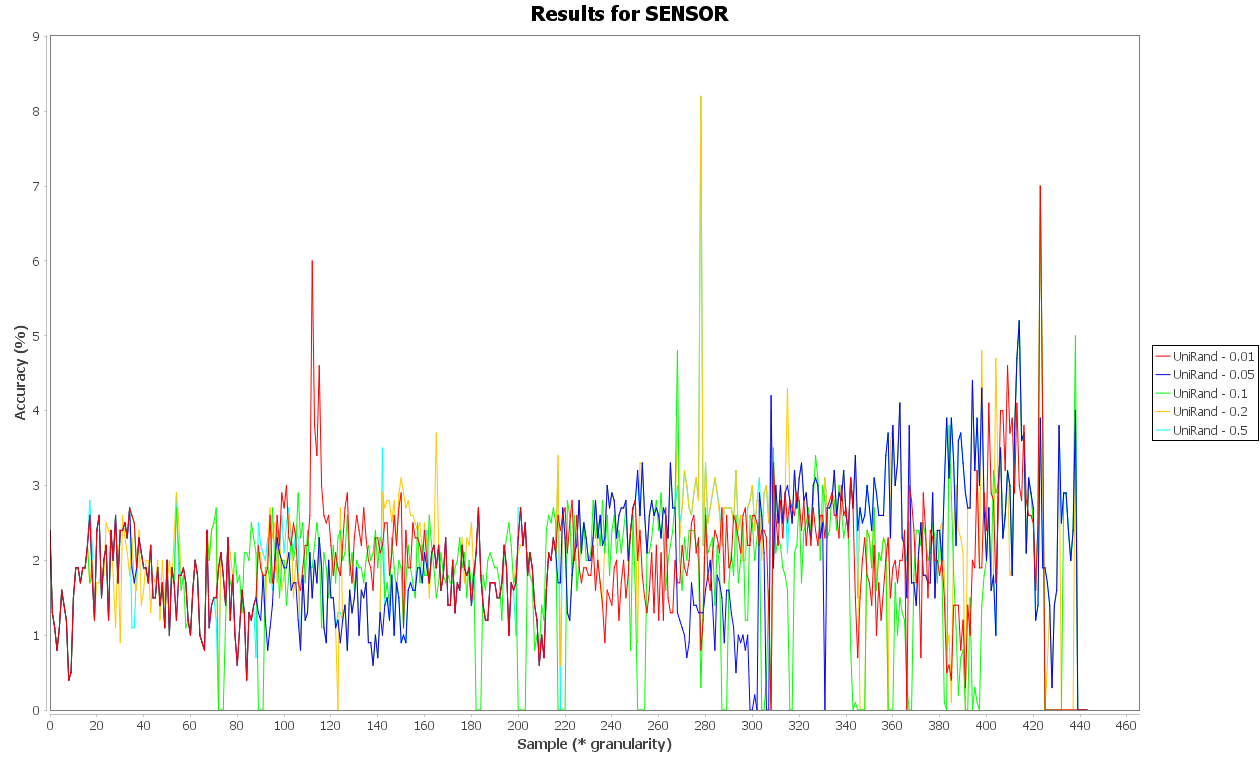 Results for SENSOR
Accuracy (%)
9
8
7
6
5
4
3
2
1
0
0 20 40 60 80 100 120 140 160 180 200 220 240 260 280 300 320 340 360 380 400 420 440 460
Sample (* granularity)
UniRand - 0.01
UniRand - 0.05
UniRand - 0.1
UniRand - 0.2
UniRand - 0.5